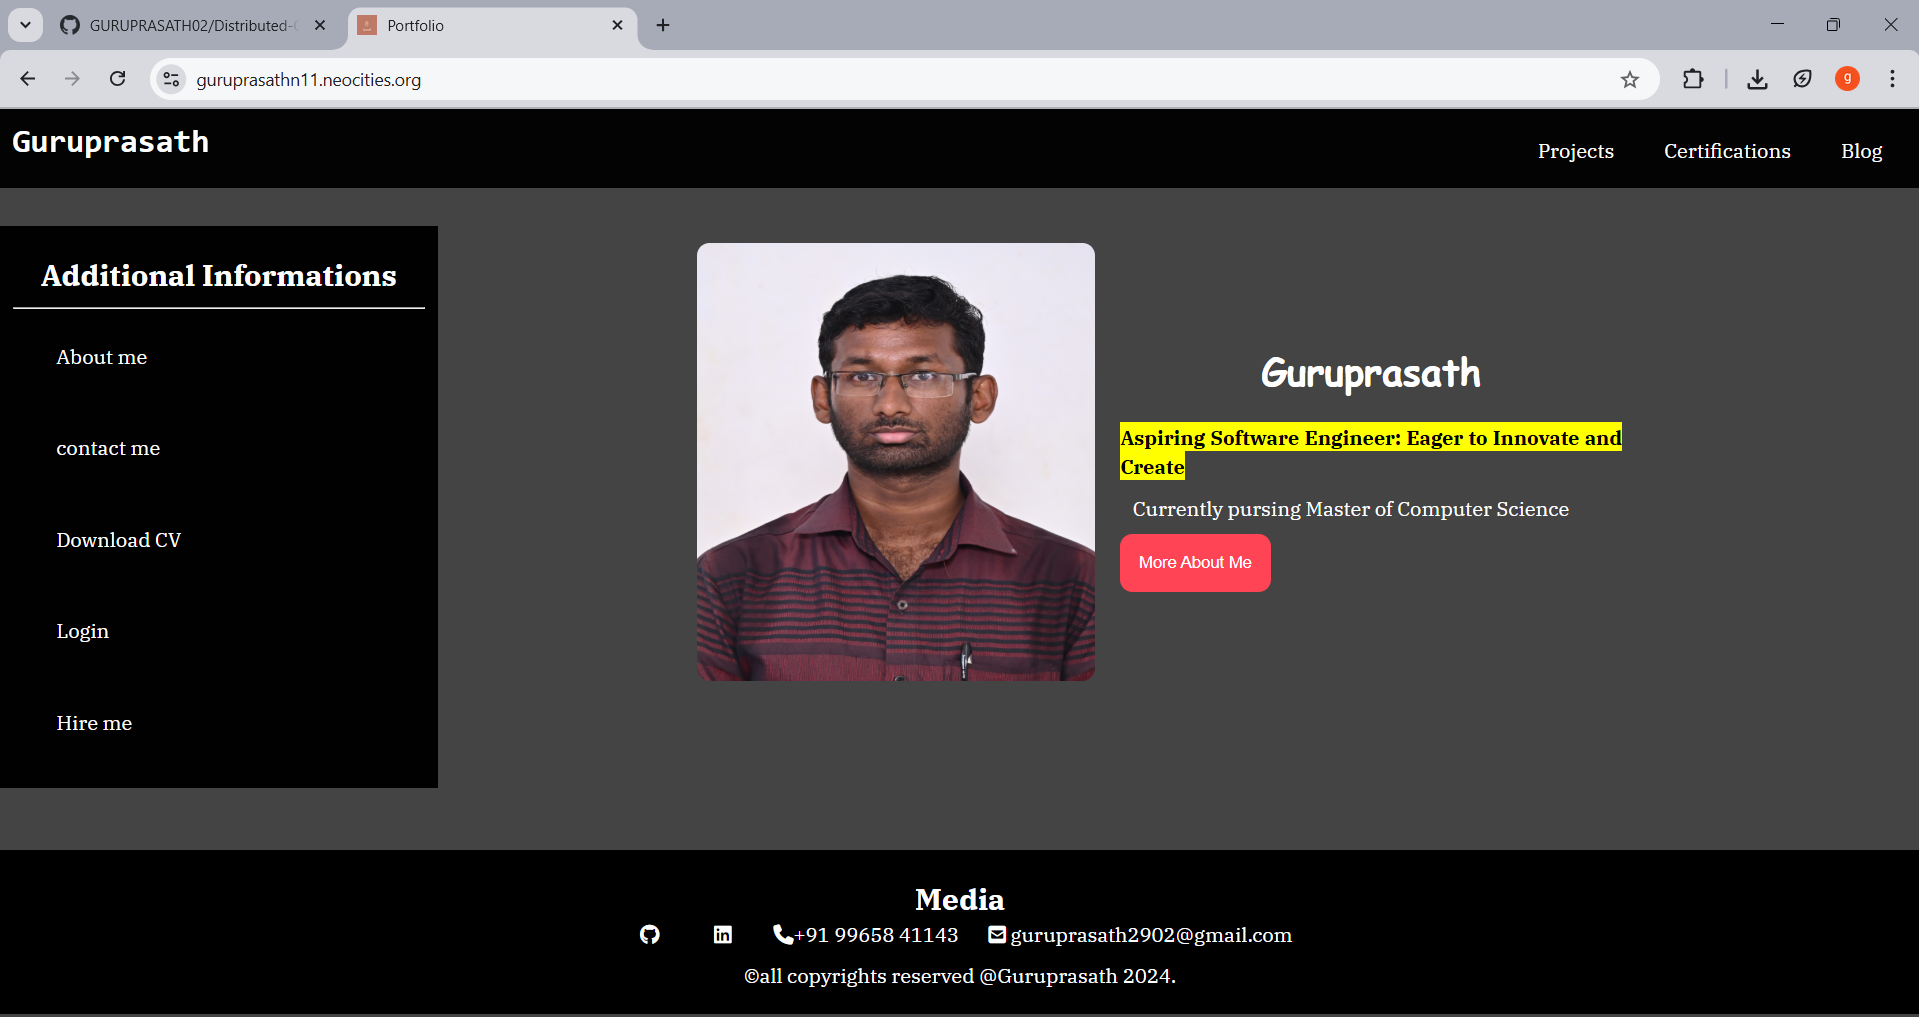 GURUPRASATH02/Distributed-
Portfolio
guruprasathn11.neocities.org
g
Guruprasath
Projects
Certifications
Blog
Additional Informations
About me
contact me
Download CV
Login
Hire me
Guruprasath
Aspiring Software Engineer: Eager to Innovate and
Create
Currently pursing Master of Computer Science
More About Me
Media
+91 99658 41143 guruprasath2902@gmail.com
©all copyrights reserved @Guruprasath 2024.